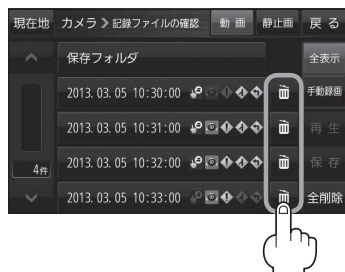 現在地 カメラ 記録ファイルの確認 動 画 静止画 戻 る
保存フォルダ 全表示
2013. 03. 05 10:30:00 手動録画
2013. 03. 05 10:31:00 再 生
2013. 03. 05 10:32:00 保 存
4件
2013. 03. 05 10:33:00 全削除